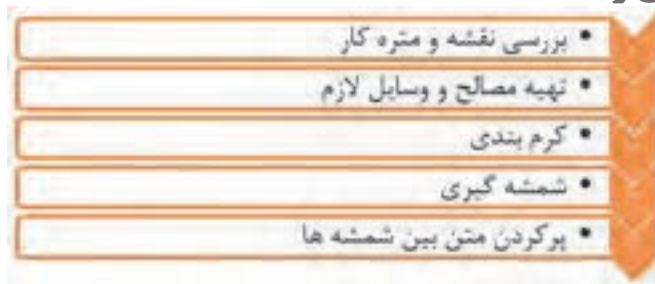 • بررسی نقشه و متره کار
• تهیه مصالح و وسایل لازم
• کرم بندی
• شمشه گیری
• پرکردن متن بین شمشه ها